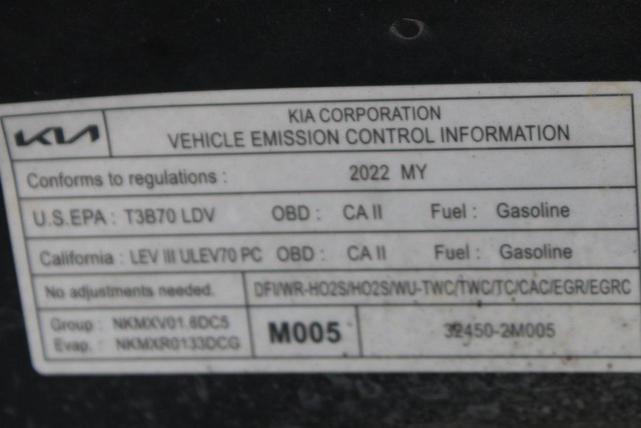 KIA
KIA CORPORATION
VEHICLE EMISSION CONTROL INFORMATION
Conforms to regulations : 2022 MY
U.S.EPA : T3B70 LDV OBD : CA II Fuel : Gasoline
California : LEV III ULEV70 PC OBD : CA II Fuel : Gasoline
No adjustments needed. DFI/WR-HO2S/HO2S/WU-TWC/TWC/TC/CAC/EGR/EGRC
Group : NKMXV01.6DC5
Evap. : NKMXR0133DCG
M005
32450-2M005